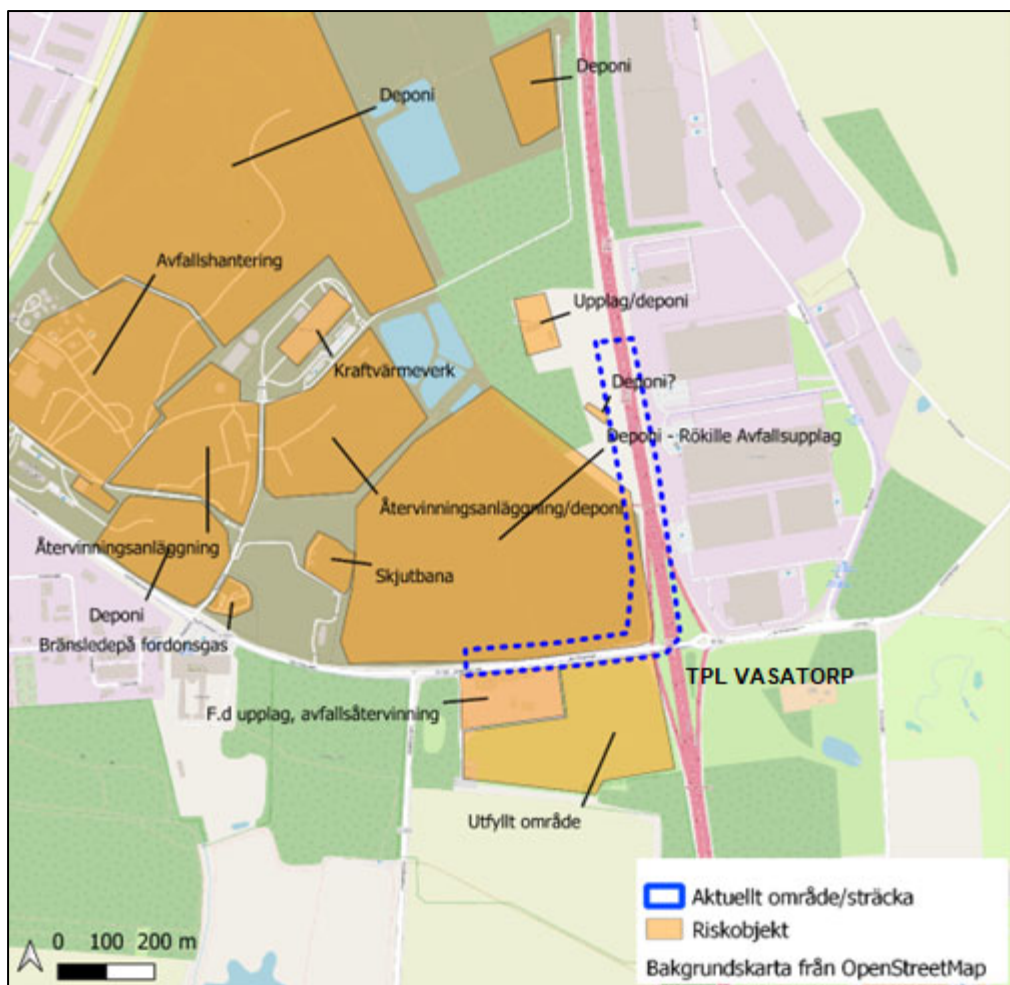 Deponi
Deponi
Avfallshantering
Upplag/deponi
Kraftvärmeverk
Deponi?
Deponi - Rökille Avfallsupplag
Återvinningsanläggning/deponi
Återvinningsanläggning
Skjutbana
Deponi
Bränsledepå fordonsgas
TPL VASATORP
F.d upplag, avfallsåtervinning
Utfyllt område
Aktuellt område/sträcka
Riskobjekt
Bakgrundskarta från OpenStreetMap
0 100 200 m